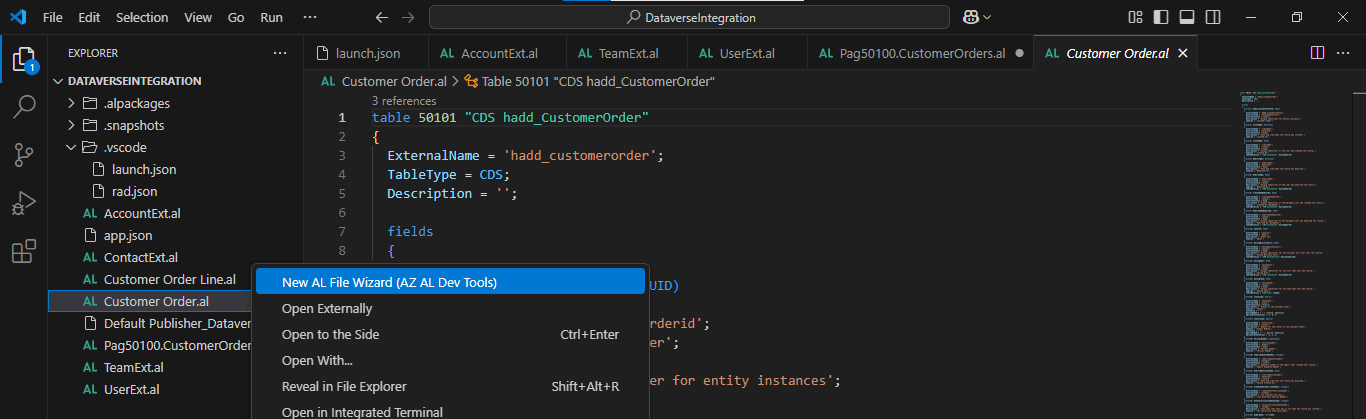 File Edit Selection View Go Run ··· DataverseIntegration
EXPLORER ···
DATAVERSEINTEGRATION
.alpackages
.snapshots
.vscode
launch.json
rad.json
AL AccountExt.al
app.json
AL ContactExt.al
AL Customer Order Line.al
AL Customer Order.al
Default Publisher_Dataver
AL Pag50100.CustomerOrder
AL TeamExt.al
AL UserExt.al
1
launch.json AL AccountExt.al AL TeamExt.al AL UserExt.al AL Pag50100.CustomerOrders.al AL Customer Order.al
AL Customer Order.al > Table 50101 "CDS hadd_CustomerOrder"
3 references
1 table 50101 "CDS hadd_CustomerOrder"
2 {
3 ExternalName = 'hadd_customerorder';
4 TableType = CDS;
5 Description = '';
6
7 fields
8 {
UID)
rderid';
er';
er for entity instances';
New AL File Wizard (AZ AL Dev Tools)
Open Externally
Open to the Side Ctrl+Enter
Open With...
Reveal in File Explorer Shift+Alt+R
Open in Integrated Terminal